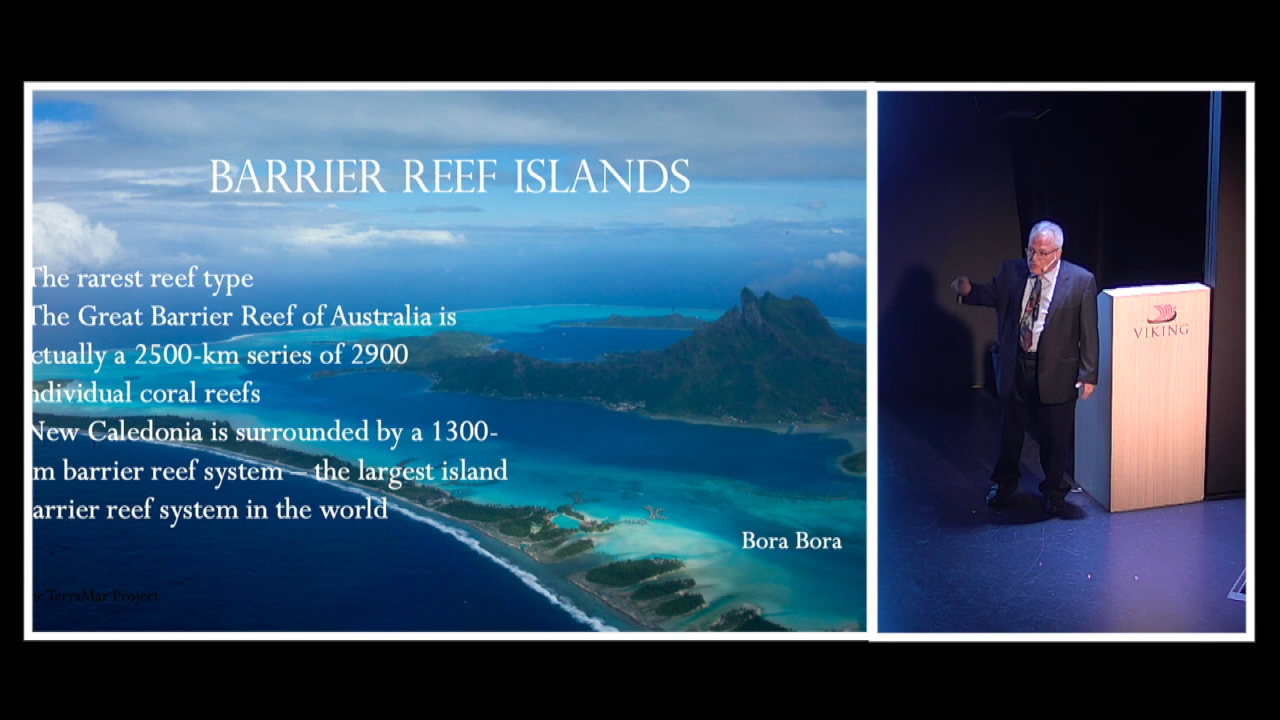 BARRIER REEF ISLANDS
The rarest reef type
The Great Barrier Reef of Australia is
ctually a 2500-km series of 2900
ndividual coral reefs
New Caledonia is surrounded by a 1300-
m barrier reef system – the largest island
arrier reef system in the world
Bora Bora
TerraMar Project
VIKING